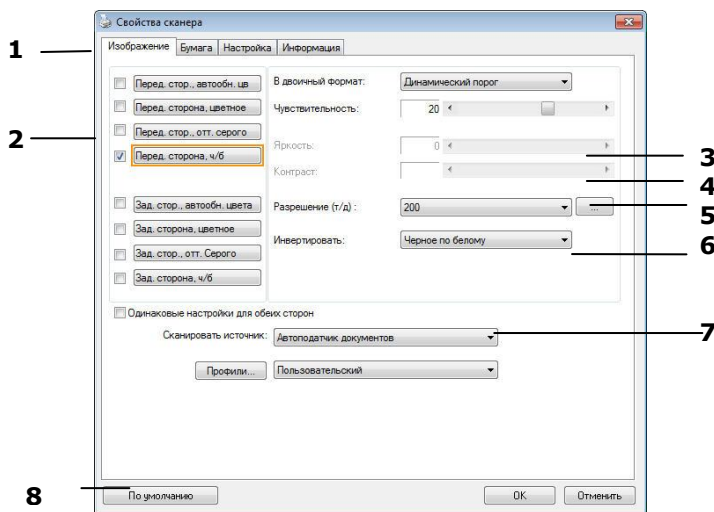 Свойства сканера
1
Изображение Бумага Настройка Информация
Перед. стор., автообн. цв
В двоичный формат: Динамический порог
Перед. сторона, цветное
Чувствительность: 20
2
Перед. стор., отт. серого
Яркость: 0
3
Перед. сторона, ч/б
Контраст:
4
Зад. стор., автообн. цвета
Разрешение (т/д) : 200 ...
5
Зад. сторона, цветное
Инвертировать: Черное по белому
6
Зад. стор., отт. Серого
Зад. сторона, ч/б
Одинаковые настройки для обеих сторон
Сканировать источник: Автоподатчик документов
7
Профили... Пользовательский
8
По умолчанию OK Отменить